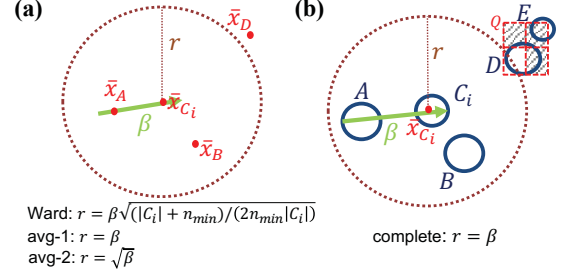 (a)
x̄_D
r
x̄_A
x̄_{C_i}
β
x̄_B
Ward: r = β√((|C_i| + n_min)/(2n_min|C_i|))
avg-1: r = β
avg-2: r = √β
(b)
E
Q
D
r
A
C_i
x̄_{C_i}
β
B
complete: r = β